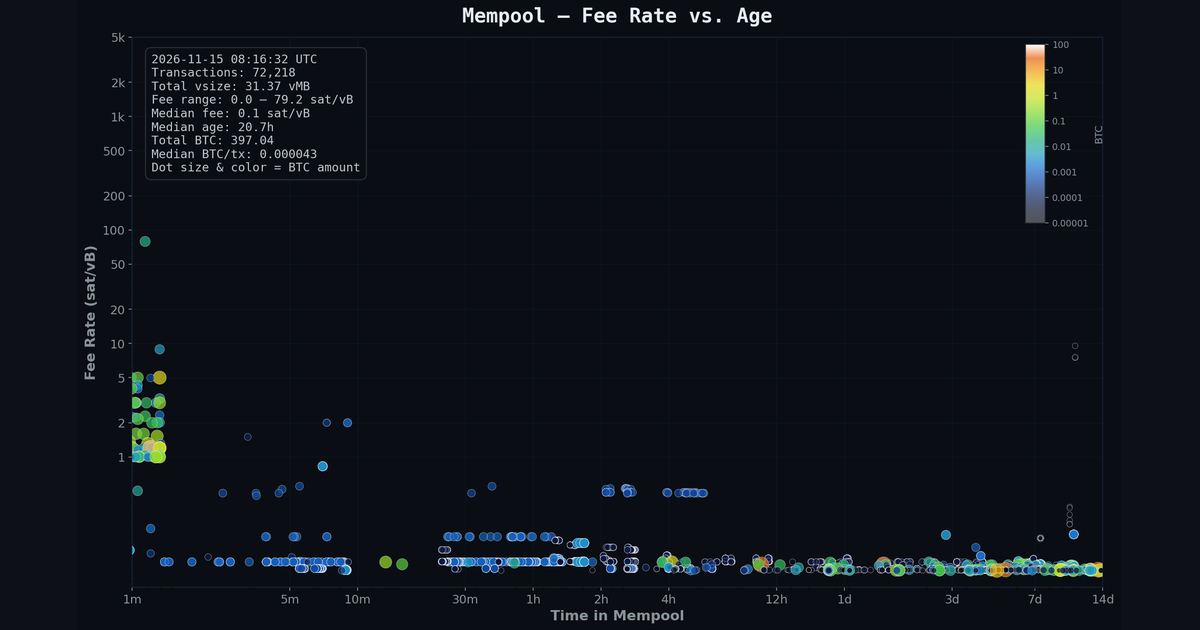 Mempool — Fee Rate vs. Age
2026-11-15 08:16:32 UTC
Transactions: 72,218
Total vsize: 31.37 vMB
Fee range: 0.0 — 79.2 sat/vB
Median fee: 0.1 sat/vB
Median age: 20.7h
Total BTC: 397.04
Median BTC/tx: 0.000043
Dot size & color = BTC amount
100
10
1
0.1
0.01
0.001
0.0001
0.00001
BTC
Fee Rate (sat/vB)
5k
2k
1k
500
200
100
50
20
10
5
2
1
1m
5m
10m
30m
1h
2h
4h
12h
1d
3d
7d
14d
Time in Mempool